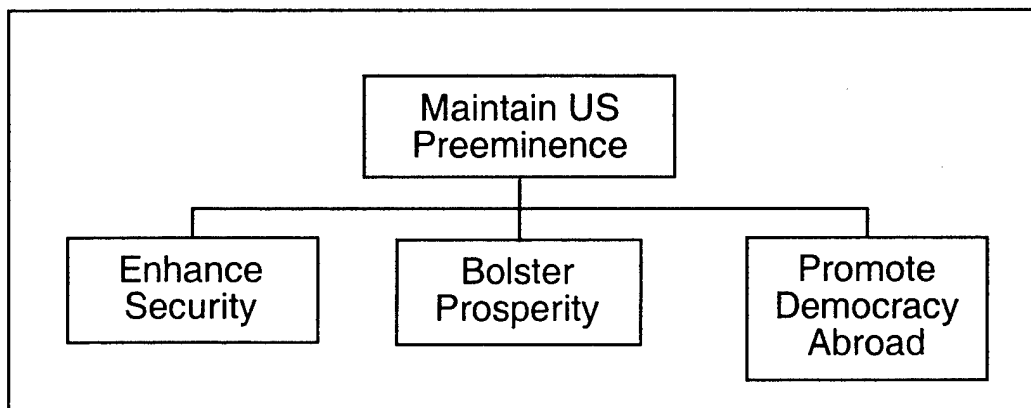 Maintain US
Preeminence
Enhance
Security
Bolster
Prosperity
Promote
Democracy
Abroad